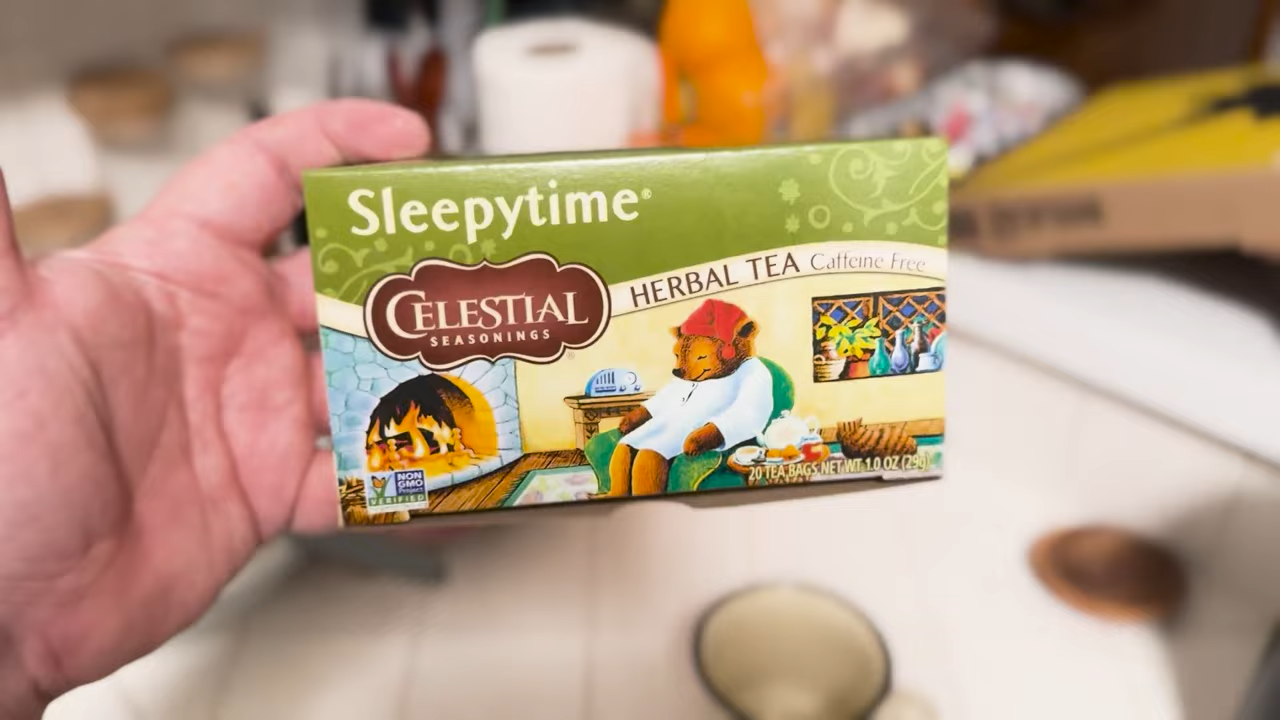 Sleepytime®
CELESTIAL
SEASONINGS®
HERBAL TEA Caffeine Free
NON
GMO
Project
VERIFIED
20 TEA BAGS NET WT 1.0 OZ (29g)